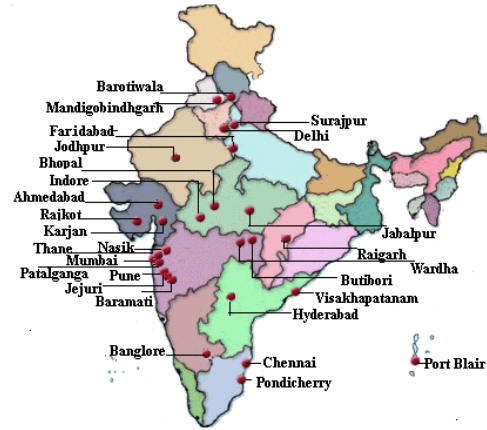 Barotiwala
Mandigobindhgarh
Surajpur
Faridabad
Delhi
Jodhpur
Bhopal
Indore
Ahmedabad
Rajkot
Jabalpur
Karjan
Raigarh
Thane
Nasik
Wardha
Mumbai
Patalganga
Pune
Butibori
Jejuri
Visakhapatanam
Baramati
Hyderabad
Banglore
Chennai
Port Blair
Pondicherry